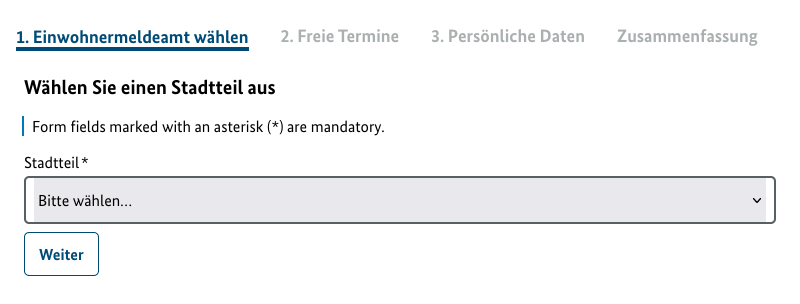 1. Einwohnermeldeamt wählen 2. Freie Termine 3. Persönliche Daten Zusammenfassung
Wählen Sie einen Stadtteil aus
Form fields marked with an asterisk (*) are mandatory.
Stadtteil*
Bitte wählen...
Weiter